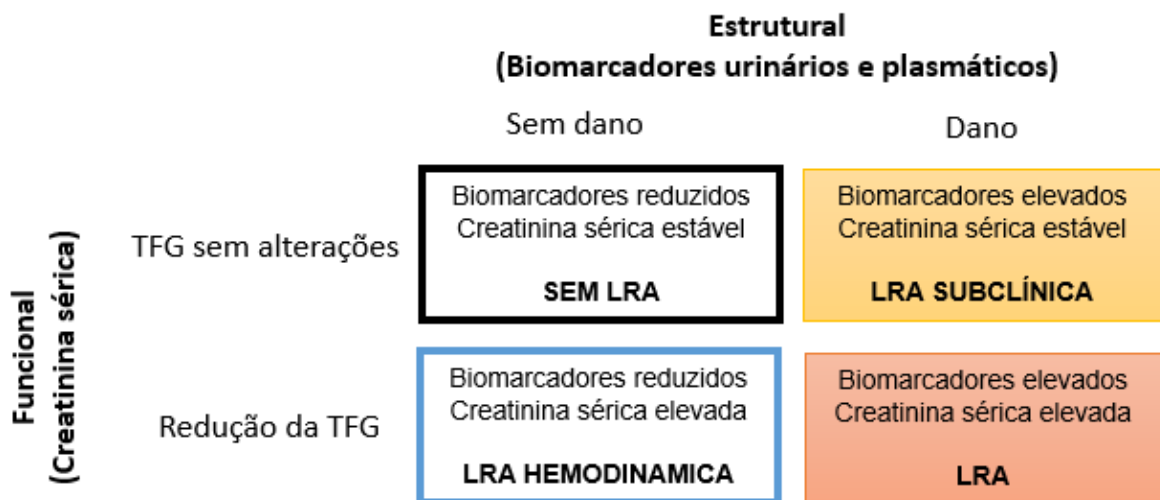 Estrutural
(Biomarcadores urinários e plasmáticos)
Sem dano
Dano
Funcional
(Creatinina sérica)
TFG sem alterações
Biomarcadores reduzidos
Creatinina sérica estável
SEM LRA
Biomarcadores elevados
Creatinina sérica estável
LRA SUBCLÍNICA
Redução da TFG
Biomarcadores reduzidos
Creatinina sérica elevada
LRA HEMODINAMICA
Biomarcadores elevados
Creatinina sérica elevada
LRA